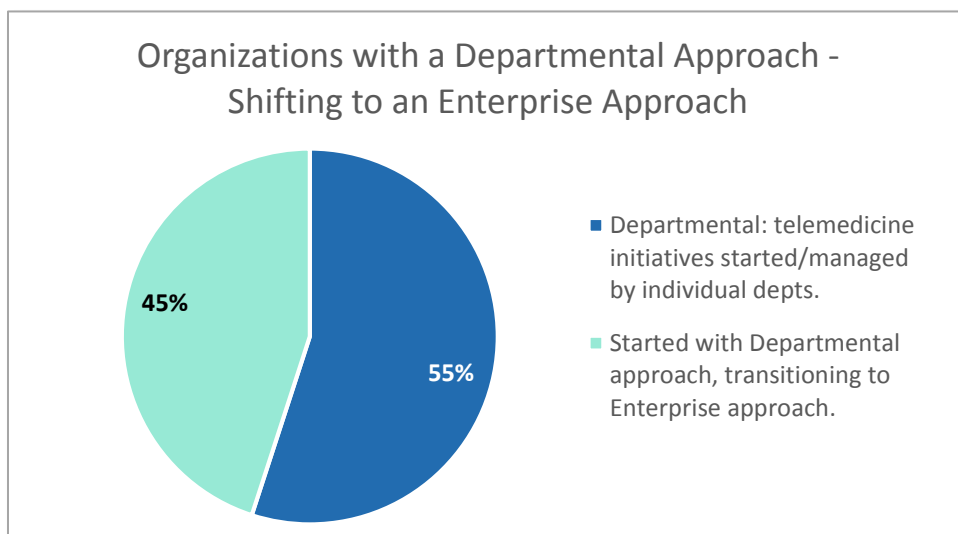 Organizations with a Departmental Approach -
Shifting to an Enterprise Approach
45%
55%
Departmental: telemedicine
initiatives started/managed
by individual depts.
Started with Departmental
approach, transitioning to
Enterprise approach.